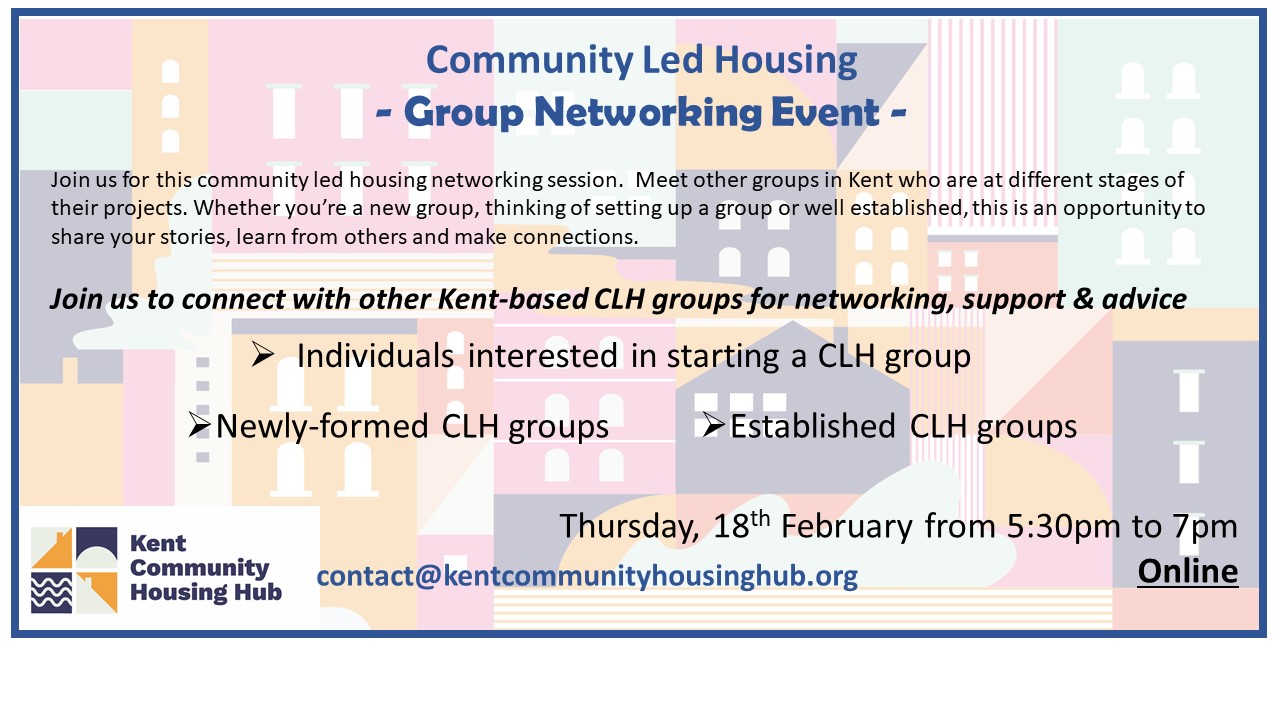 Community Led Housing
- Group Networking Event -
Join us for this community led housing networking session.  Meet other groups in Kent who are at different stages of
their projects. Whether you’re a new group, thinking of setting up a group or well established, this is an opportunity to
share your stories, learn from others and make connections.
Join us to connect with other Kent-based CLH groups for networking, support & advice
➢ Individuals interested in starting a CLH group
➢Newly-formed CLH groups ➢Established CLH groups
Thursday, 18th February from 5:30pm to 7pm
Online
contact@kentcommunityhousinghub.org
Kent
Community
Housing Hub